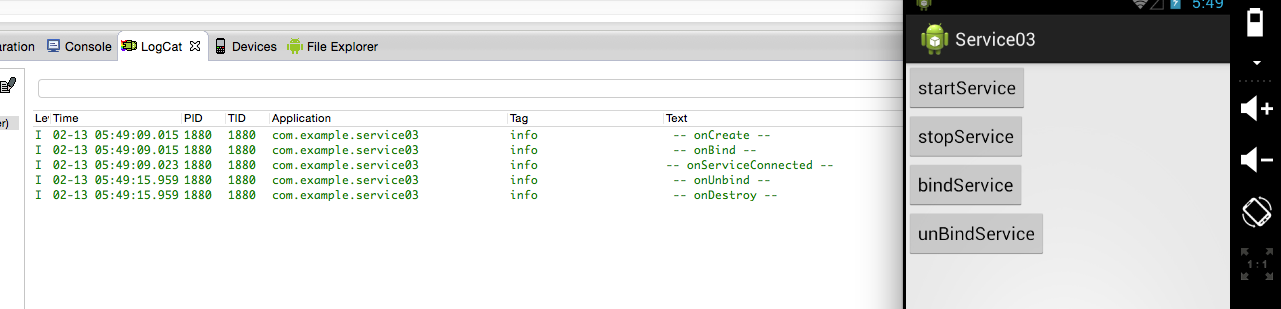 5:49
aration Console LogCat Devices File Explorer
Service03
startService
stopService
bindService
unBindService
er)
Le Time PID TID Application Tag Text
I 02-13 05:49:09.015 1880 1880 com.example.service03 info -- onCreate --
I 02-13 05:49:09.015 1880 1880 com.example.service03 info -- onBind --
I 02-13 05:49:09.023 1880 1880 com.example.service03 info -- onServiceConnected --
I 02-13 05:49:15.959 1880 1880 com.example.service03 info -- onUnbind --
I 02-13 05:49:15.959 1880 1880 com.example.service03 info -- onDestroy --
1:1